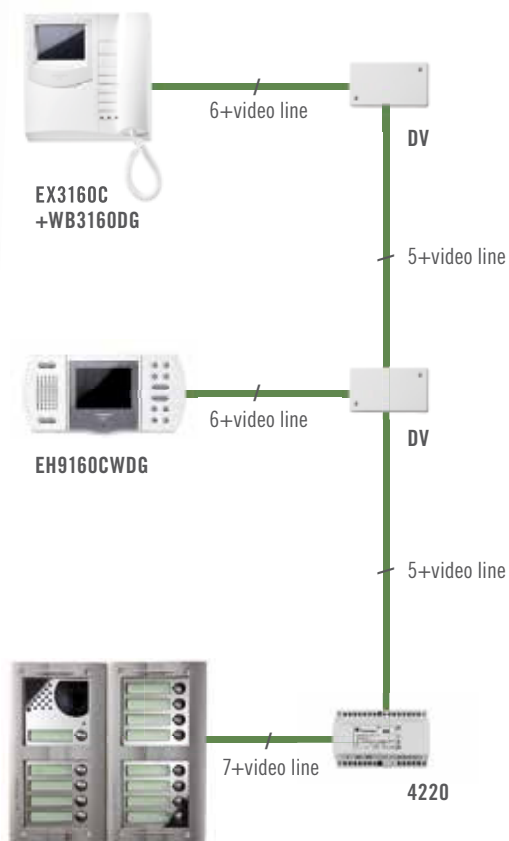 6+video line
DV
EX3160C
+WB3160DG
5+video line
6+video line
DV
EH9160CWDG
5+video line
7+video line
4220